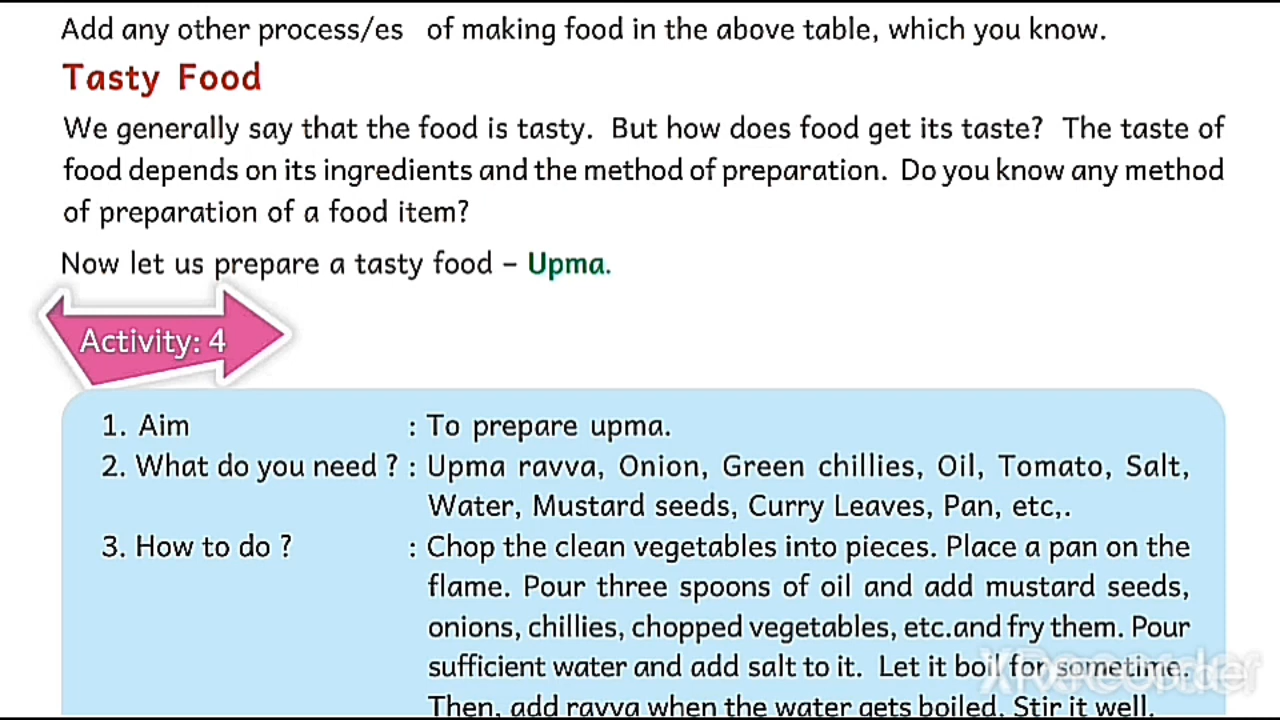 Add any other process/es of making food in the above table, which you know.
Tasty Food
We generally say that the food is tasty. But how does food get its taste? The taste of
food depends on its ingredients and the method of preparation. Do you know any method
of preparation of a food item?
Now let us prepare a tasty food – Upma.
Activity: 4
1. Aim : To prepare upma.
2. What do you need ? : Upma ravva, Onion, Green chillies, Oil, Tomato, Salt,
Water, Mustard seeds, Curry Leaves, Pan, etc,.
3. How to do ? : Chop the clean vegetables into pieces. Place a pan on the
flame. Pour three spoons of oil and add mustard seeds,
onions, chillies, chopped vegetables, etc.and fry them. Pour
sufficient water and add salt to it. Let it boil for sometime.
Then, add ravva when the water gets boiled. Stir it well.
XRecorder